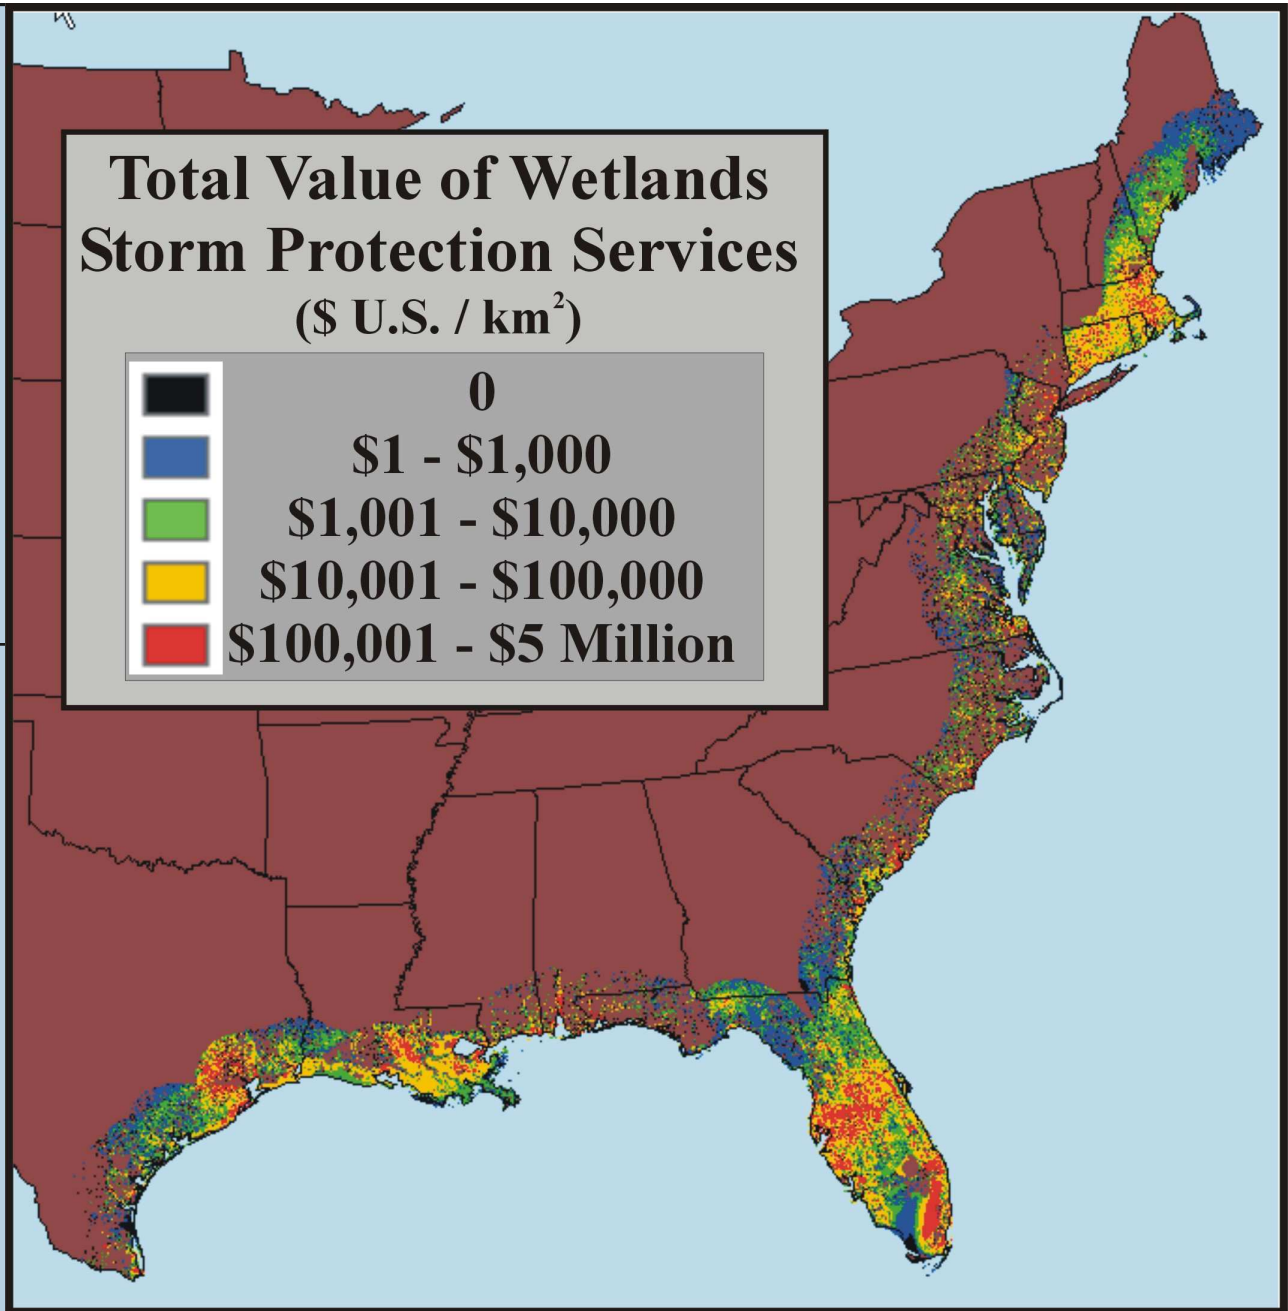 Total Value of Wetlands
Storm Protection Services
($ U.S. / km²)
0
$1 - $1,000
$1,001 - $10,000
$10,001 - $100,000
$100,001 - $5 Million